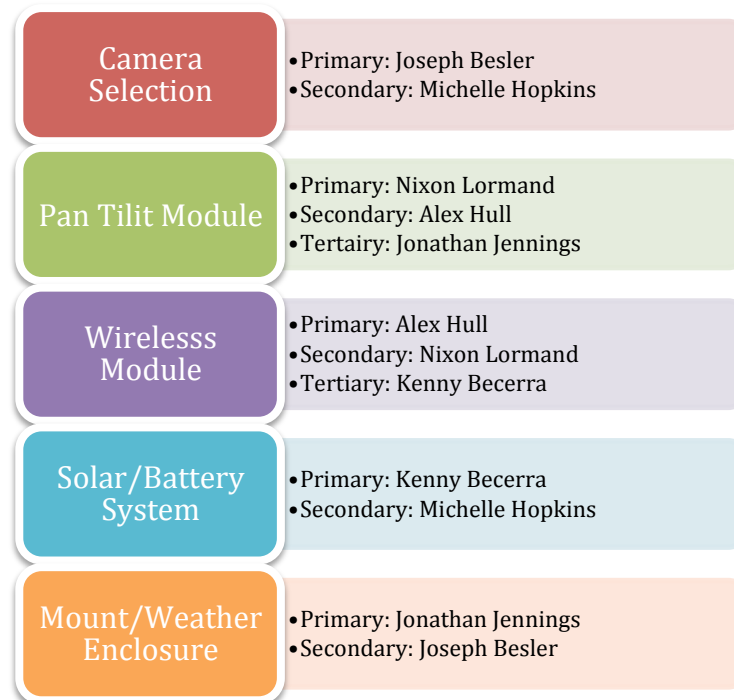 Camera
Selection
•Primary: Joseph Besler
•Secondary: Michelle Hopkins
Pan Tilit Module
•Primary: Nixon Lormand
•Secondary: Alex Hull
•Tertairy: Jonathan Jennings
Wirelesss
Module
•Primary: Alex Hull
•Secondary: Nixon Lormand
•Tertiary: Kenny Becerra
Solar/Battery
System
•Primary: Kenny Becerra
•Secondary: Michelle Hopkins
Mount/Weather
Enclosure
•Primary: Jonathan Jennings
•Secondary: Joseph Besler